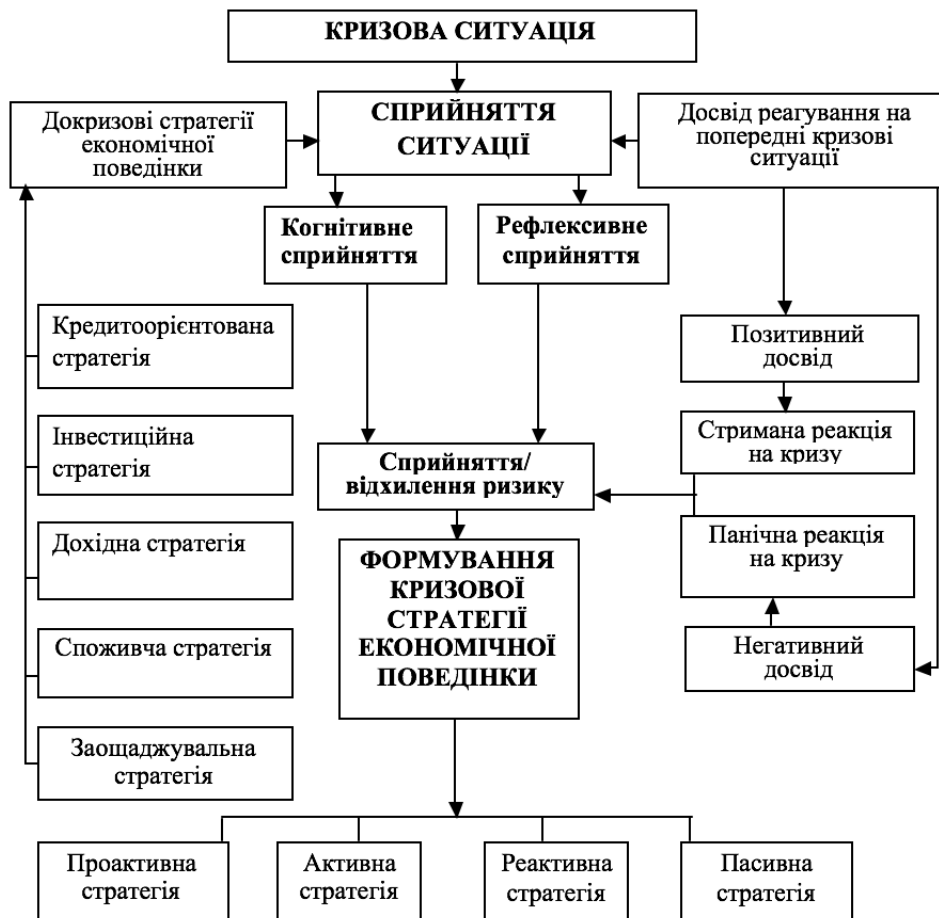 КРИЗОВА СИТУАЦІЯ
Докризові стратегії
економічної
поведінки
СПРИЙНЯТТЯ
СИТУАЦІЇ
Досвід реагування на
попередні кризові
ситуації
Когнітивне
сприйняття
Рефлексивне
сприйняття
Кредитоорієнтована
стратегія
Інвестиційна
стратегія
Дохідна стратегія
Споживча стратегія
Заощаджувальна
стратегія
Позитивний
досвід
Стримана реакція
на кризу
Сприйняття/
відхилення ризику
Панічна реакція
на кризу
Негативний
досвід
ФОРМУВАННЯ
КРИЗОВОЇ
СТРАТЕГІЇ
ЕКОНОМІЧНОЇ
ПОВЕДІНКИ
Проактивна
стратегія
Активна
стратегія
Реактивна
стратегія
Пасивна
стратегія